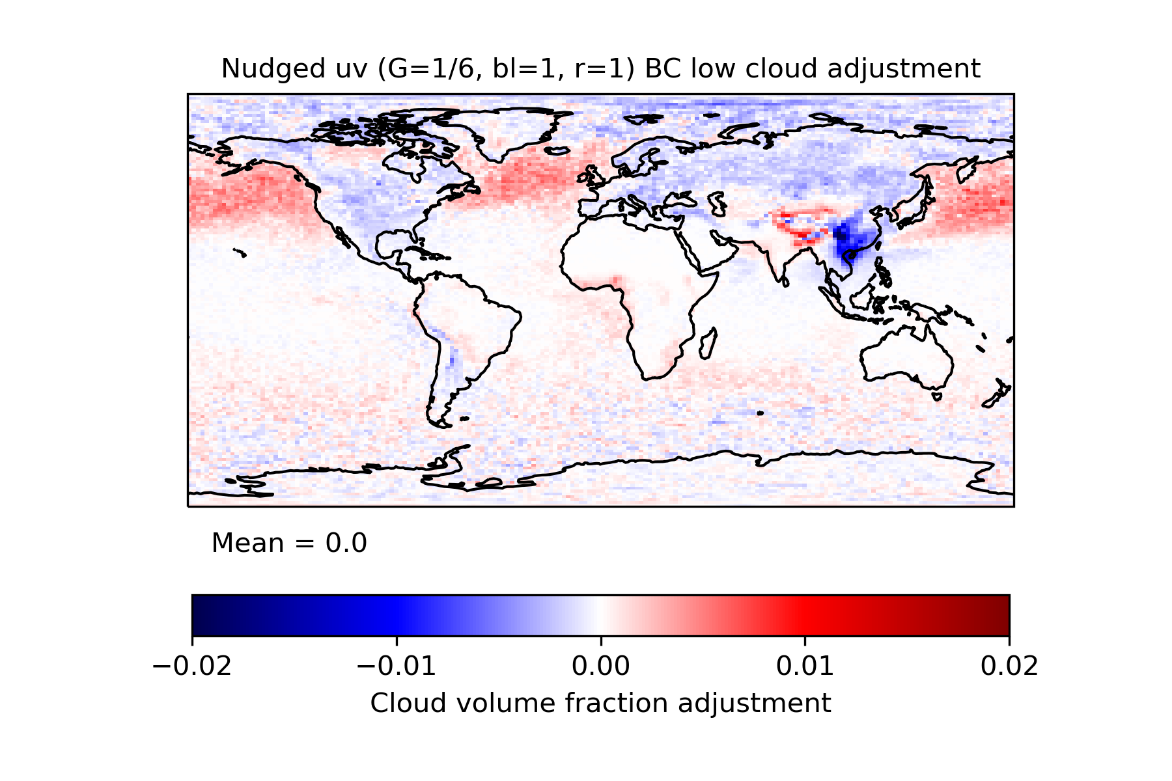 Nudged uv (G=1/6, bl=1, r=1) BC low cloud adjustment
Mean = 0.0
−0.02 −0.01 0.00 0.01 0.02
Cloud volume fraction adjustment